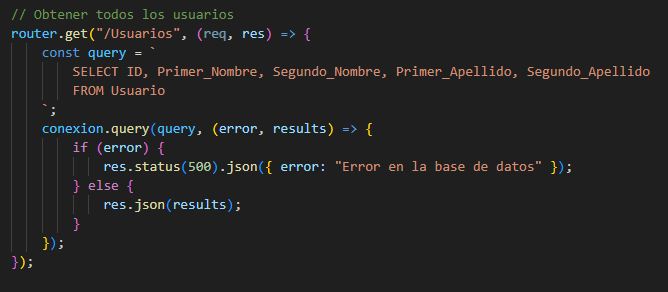 // Obtener todos los usuarios
router.get("/Usuarios", (req, res) => {
    const query = `
        SELECT ID, Primer_Nombre, Segundo_Nombre, Primer_Apellido, Segundo_Apellido
        FROM Usuario
    `;
    conexion.query(query, (error, results) => {
        if (error) {
            res.status(500).json({ error: "Error en la base de datos" });
        } else {
            res.json(results);
        }
    });
});